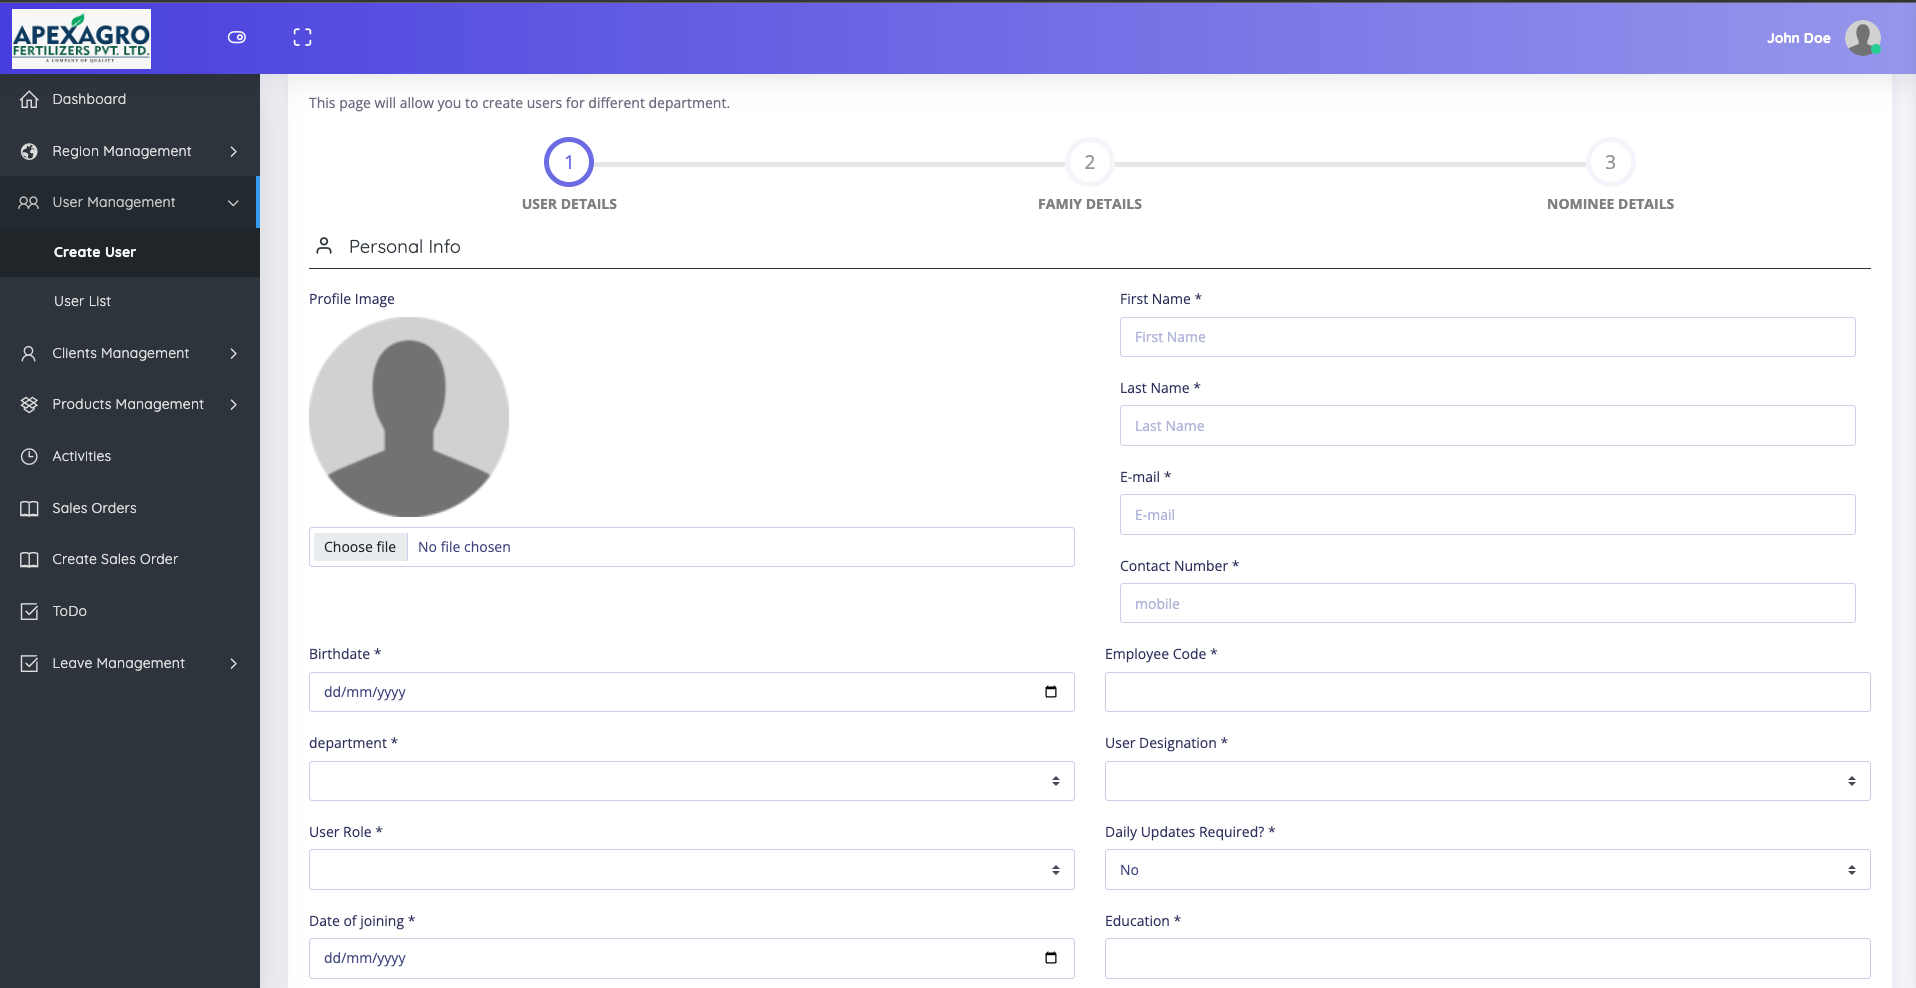 APEXAGRO
FERTILIZERS PVT. LTD.
A COMPANY OF QUALITY
John Doe
Dashboard
Region Management
User Management
Create User
User List
Clients Management
Products Management
Activities
Sales Orders
Create Sales Order
ToDo
Leave Management
This page will allow you to create users for different department.
1
2
3
USER DETAILS
FAMIY DETAILS
NOMINEE DETAILS
Personal Info
Profile Image
Choose file No file chosen
First Name *
First Name
Last Name *
Last Name
E-mail *
E-mail
Contact Number *
mobile
Birthdate *
dd/mm/yyyy
Employee Code *
department *
User Designation *
User Role *
Daily Updates Required? *
No
Date of joining *
dd/mm/yyyy
Education *